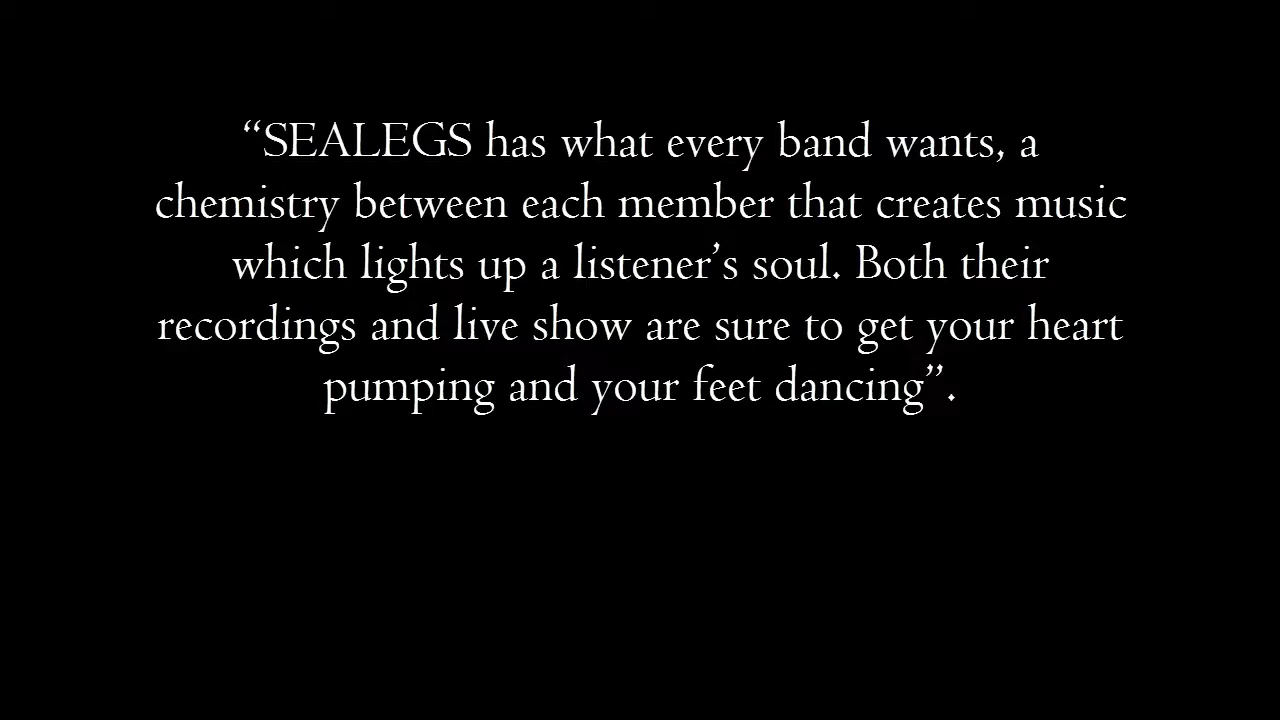 “SEALEGS has what every band wants, a
chemistry between each member that creates music
which lights up a listener’s soul. Both their
recordings and live show are sure to get your heart
pumping and your feet dancing”.